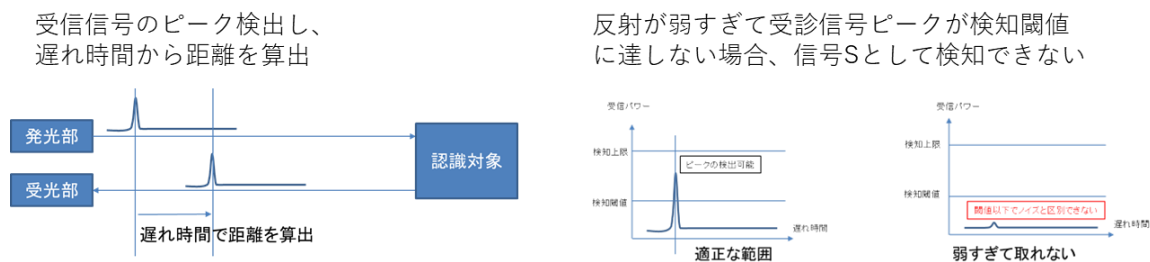 受信信号のピーク検出し、
遅れ時間から距離を算出
発光部
受光部
認識対象
遅れ時間で距離を算出
反射が弱すぎて受診信号ピークが検知閾値
に達しない場合、信号Sとして検知できない
受信パワー
検知上限
ピークの検出可能
検知閾値
遅れ時間
適正な範囲
受信パワー
検知上限
検知閾値
閾値以下でノイズと区別できない
遅れ時間
弱すぎて取れない